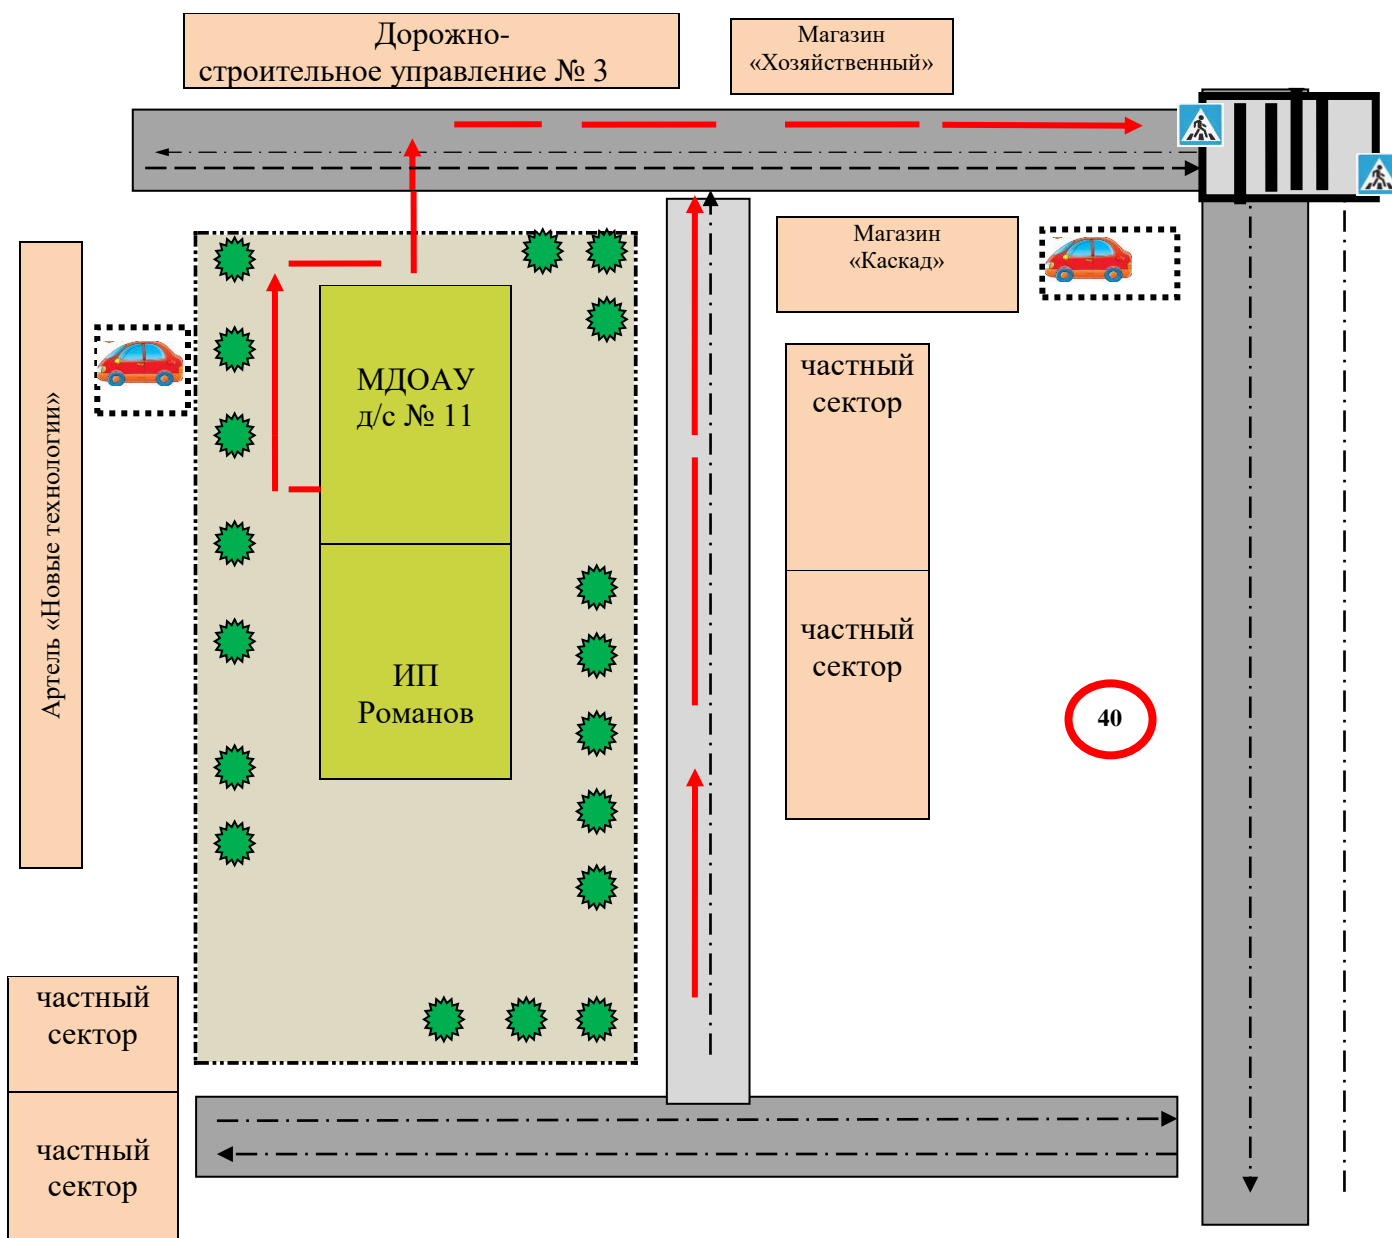 Дорожно-
строительное управление № 3
Магазин
«Хозяйственный»
Магазин
«Каскад»
Артель «Новые технологии»
МДОАУ
д/с № 11
частный
сектор
частный
сектор
ИП
Романов
40
частный
сектор
частный
сектор